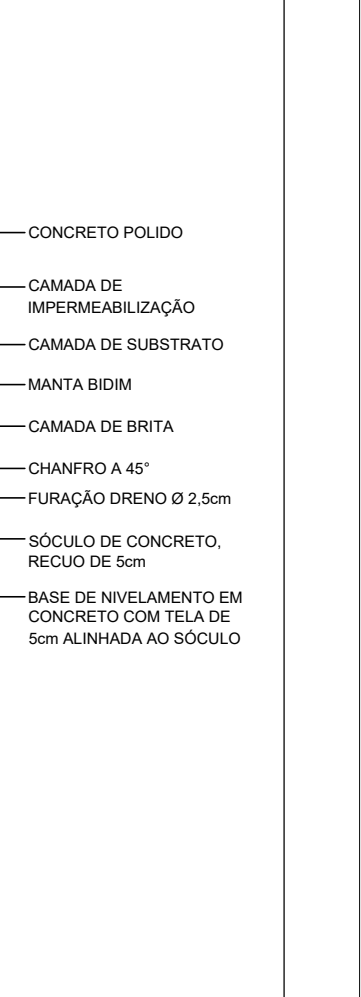 CONCRETO POLIDO
CAMADA DE
IMPERMEABILIZAÇÃO
CAMADA DE SUBSTRATO
MANTA BIDIM
CAMADA DE BRITA
CHANFRO A 45°
FURAÇÃO DRENO Ø 2,5cm
SÓCULO DE CONCRETO,
RECUO DE 5cm
BASE DE NIVELAMENTO EM
CONCRETO COM TELA DE
5cm ALINHADA AO SÓCULO